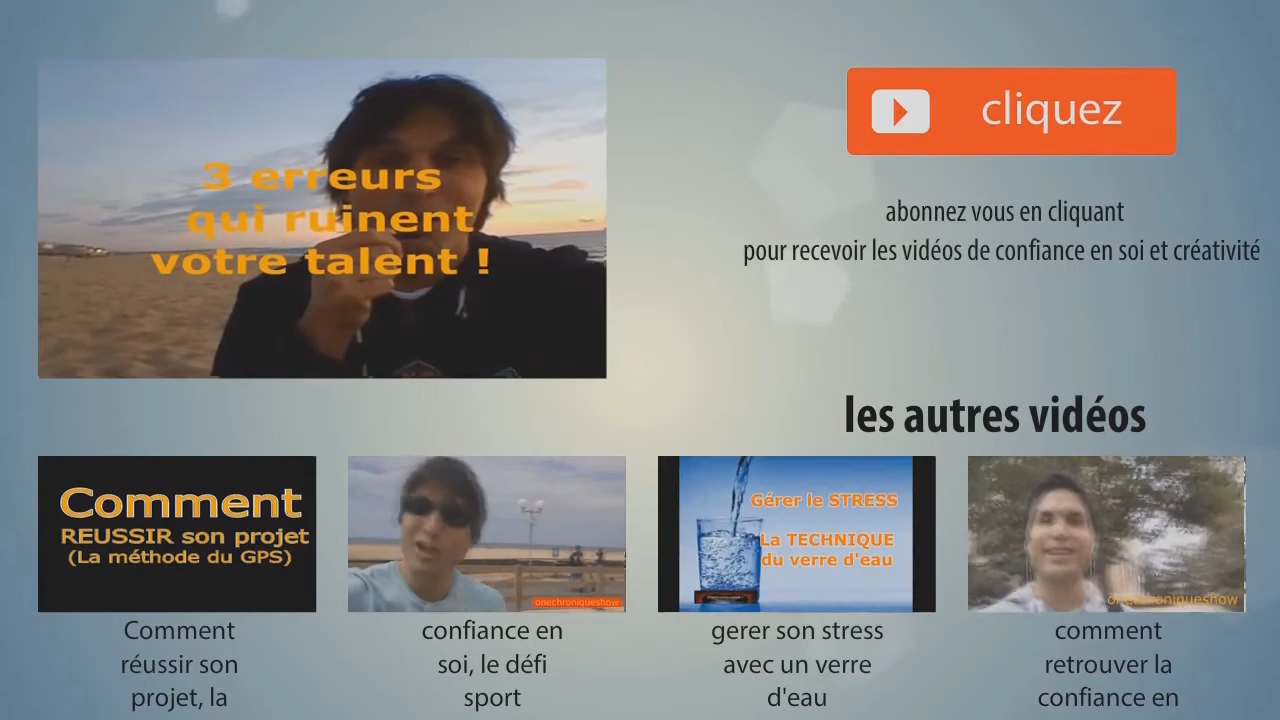 3 erreurs
qui ruinent
votre talent !
cliquez
abonnez vous en cliquant
pour recevoir les vidéos de confiance en soi et créativité
les autres vidéos
Comment
REUSSIR son projet
(La méthode du GPS)
onechroniqueshow
Gérer le STRESS
La TECHNIQUE
du verre d'eau
onechroniqueshow
Comment
réussir son
projet, la
confiance en
soi, le défi
sport
gerer son stress
avec un verre
d'eau
comment
retrouver la
confiance en